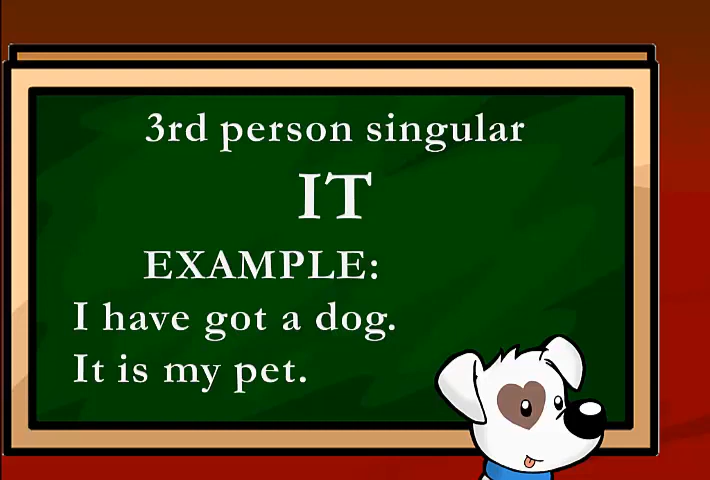 3rd person singular
IT
EXAMPLE:
I have got a dog.
It is my pet.